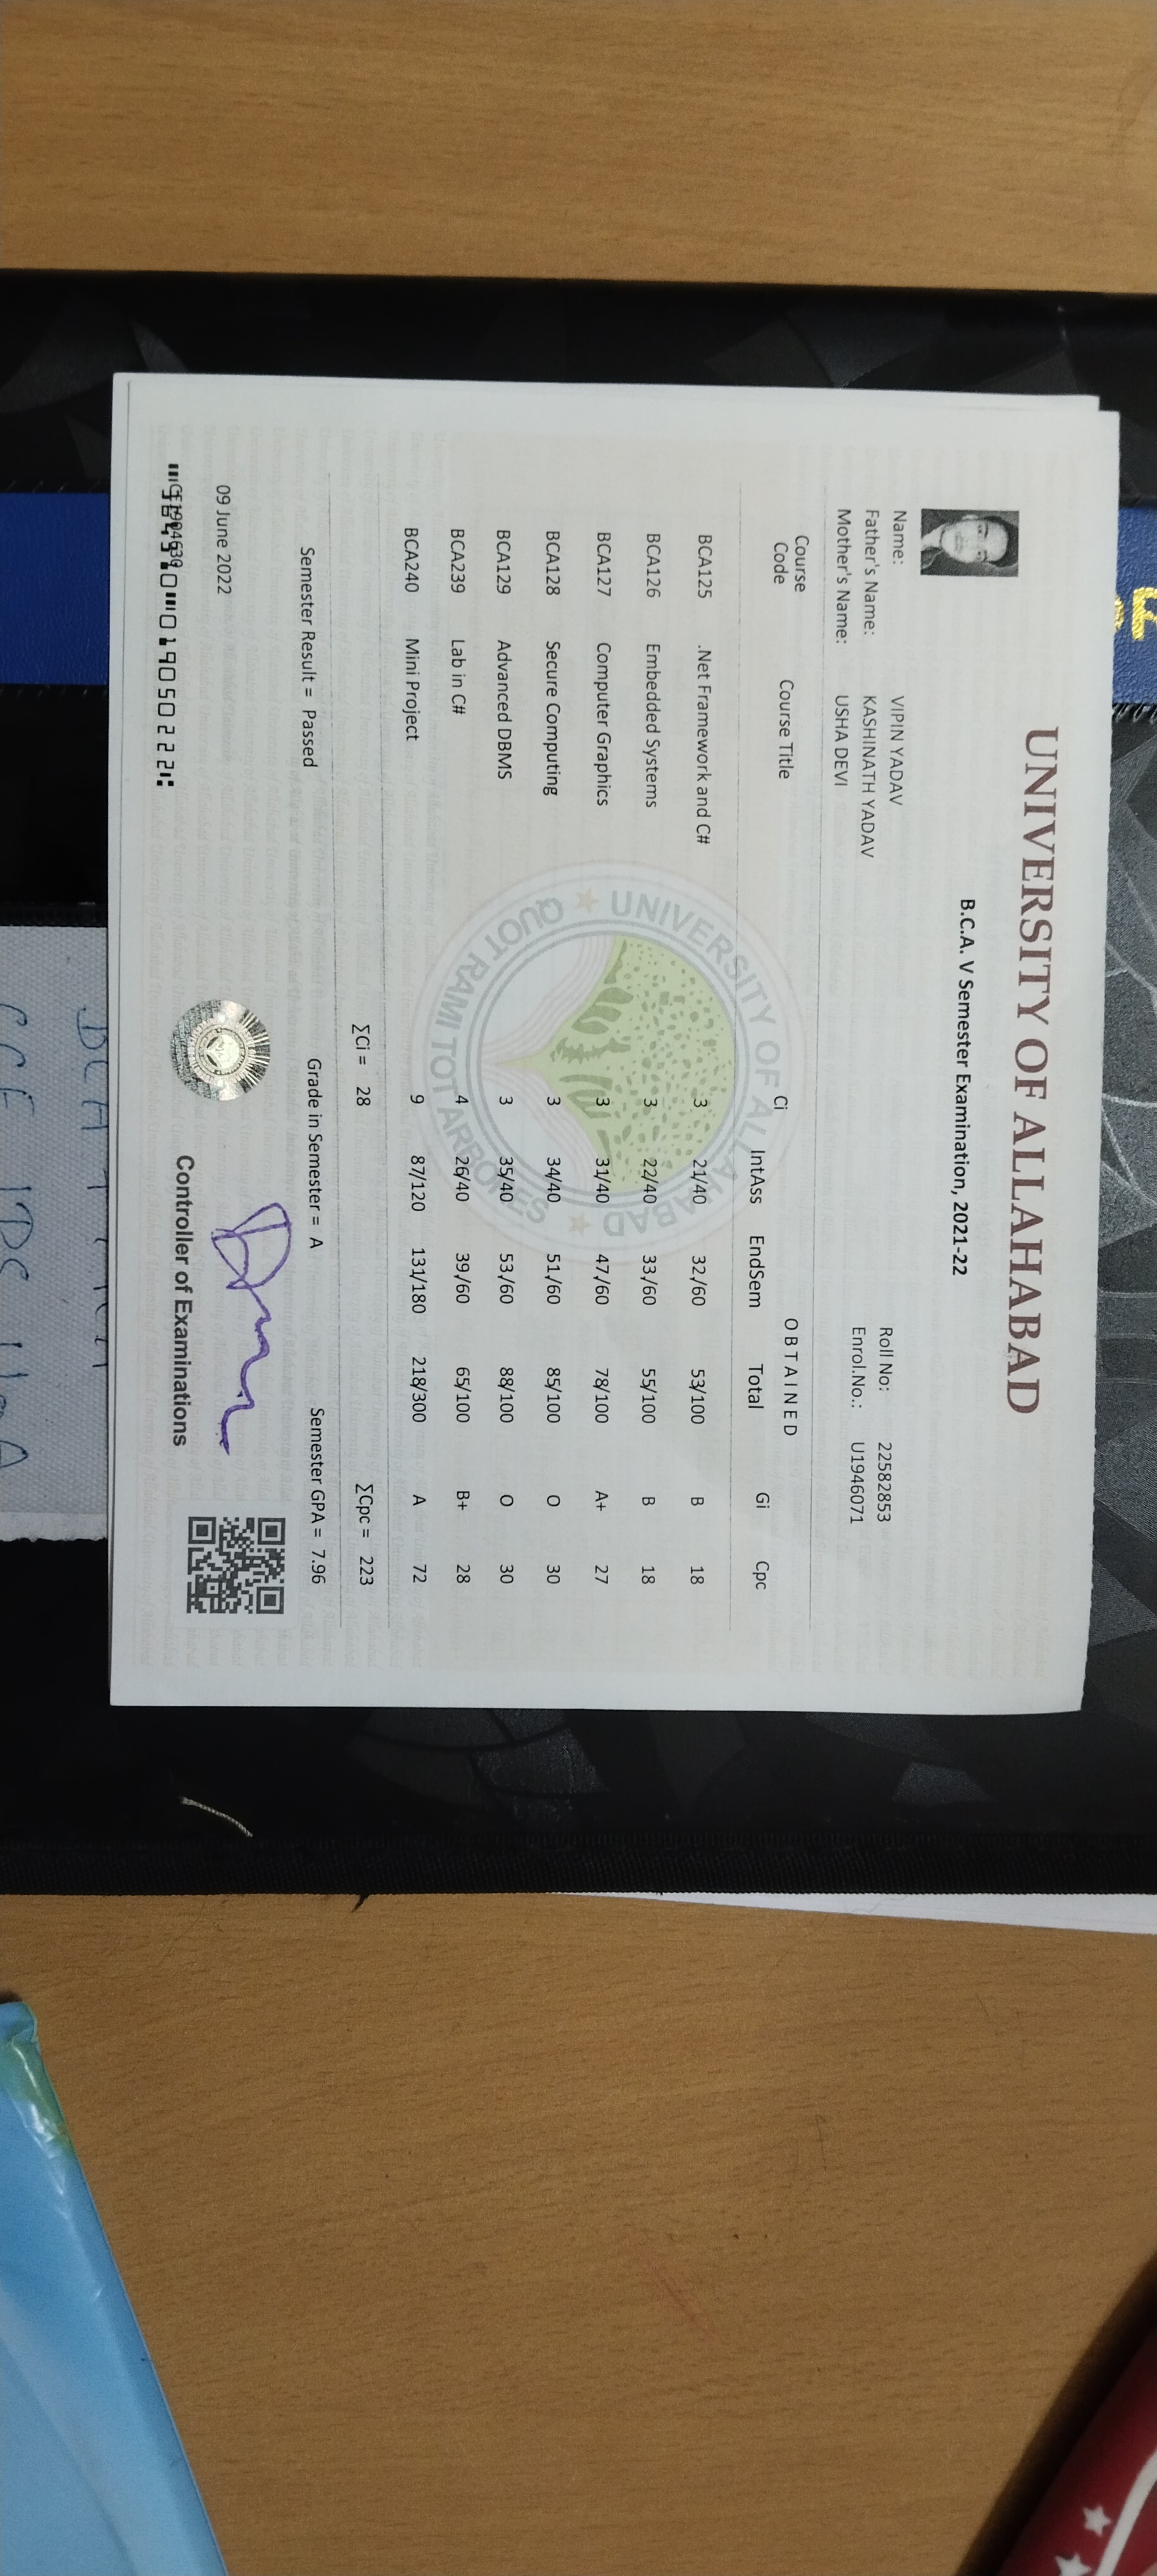 UNIVERSITY OF ALLAHABAD
B.C.A. V Semester Examination, 2021-22
Name: VIPIN YADAV Roll No: 22582853
Father's Name: KASHINATH YADAV Enrol.No.: U1946071
Mother's Name: USHA DEVI
Course Code Course Title Ci OBTAINED
IntAss EndSem Total Gi Cpc
BCA125 .Net Framework and C# 3 21/40 32/60 53/100 B 18
BCA126 Embedded Systems 3 22/40 33/60 55/100 B 18
BCA127 Computer Graphics 3 31/40 47/60 78/100 A+ 27
BCA128 Secure Computing 3 34/40 51/60 85/100 O 30
BCA129 Advanced DBMS 3 35/40 53/60 88/100 O 30
BCA239 Lab in C# 4 26/40 39/60 65/100 B+ 28
BCA240 Mini Project 9 87/120 131/180 218/300 A 72
∑Ci = 28 ∑Cpc = 223
Semester Result = Passed Grade in Semester = A Semester GPA = 7.96
09 June 2022
Controller of Examinations
UNIVERSITY OF ALLAHABAD
QUOT RAMI TOT ARBORES